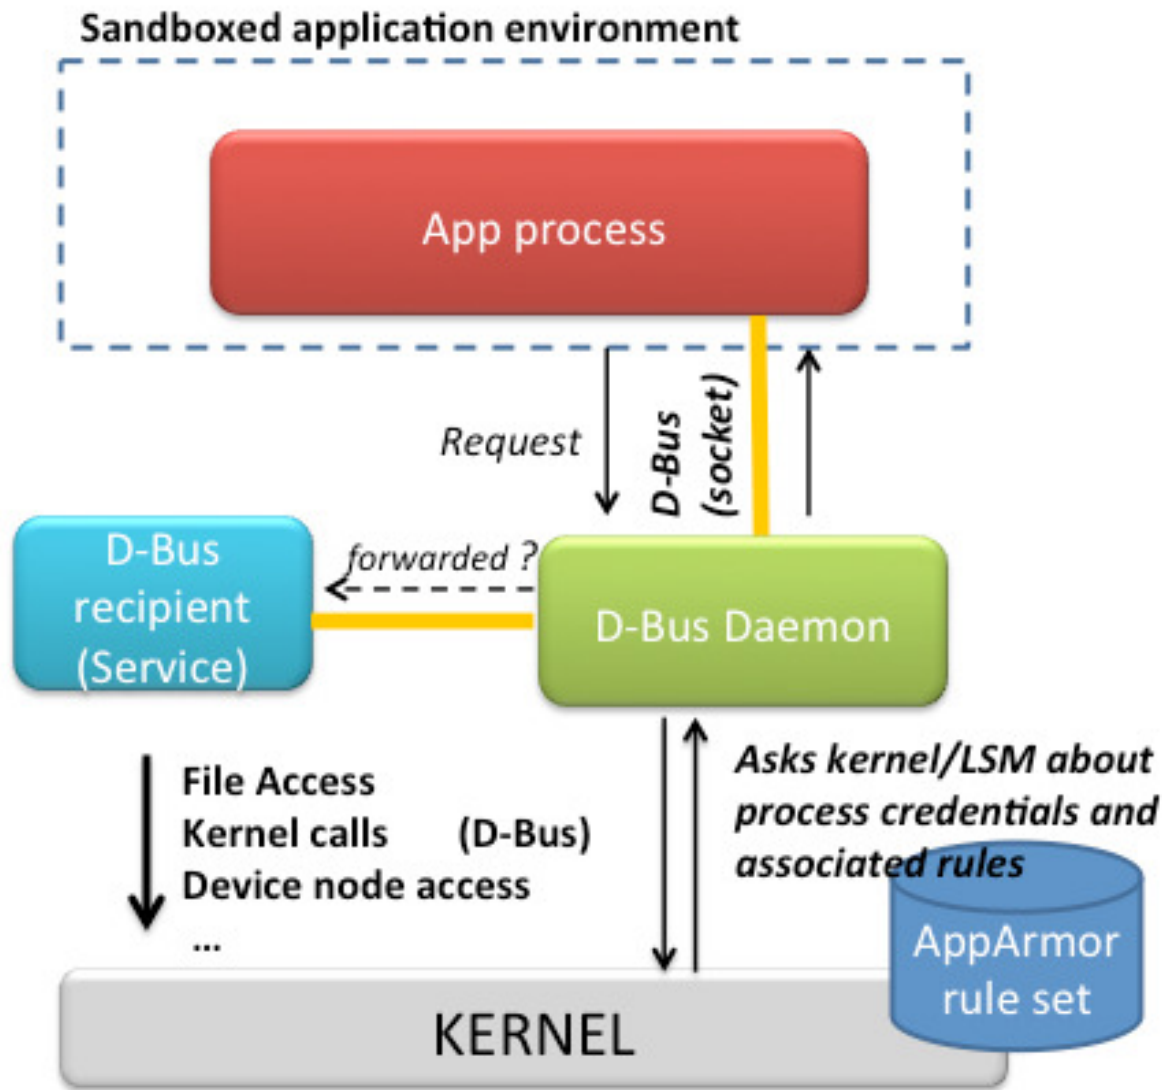 Sandboxed application environment
App process
Request
D-Bus
(socket)
forwarded ?
D-Bus
recipient
(Service)
D-Bus Daemon
File Access
Kernel calls (D-Bus)
Device node access
...
Asks kernel/LSM about
process credentials and
associated rules
AppArmor
rule set
KERNEL